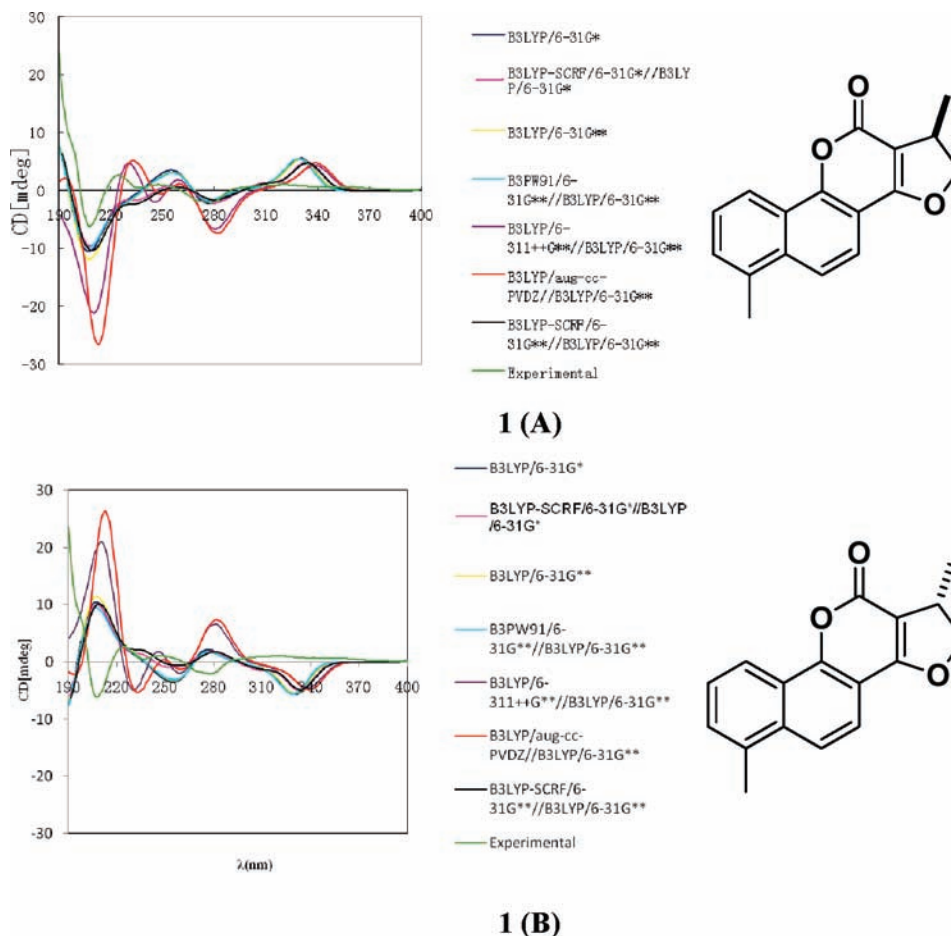 30
20
10
0
-10
-20
-30
CD[mdeg]
190 220 250 280 310 340 370 400
B3LYP/6-31G*
B3LYP-SCRF/6-31G*//B3LY
P/6-31G*
B3LYP/6-31G**
B3PW91/6-
31G**//B3LYP/6-31G**
B3LYP/6-
311++G**//B3LYP/6-31G**
B3LYP/aug-cc-
PVDZ//B3LYP/6-31G**
B3LYP-SCRF/6-
31G**//B3LYP/6-31G**
Experimental
O
O
O
1 (A)
30
20
10
0
-10
-20
-30
CD[mdeg]
190 220 250 280 310 340 370 400
λ(nm)
B3LYP/6-31G*
B3LYP-SCRF/6-31G*//B3LYP
/6-31G*
B3LYP/6-31G**
B3PW91/6-
31G**//B3LYP/6-31G**
B3LYP/6-
311++G**//B3LYP/6-31G**
B3LYP/aug-cc-
PVDZ//B3LYP/6-31G**
B3LYP-SCRF/6-
31G**//B3LYP/6-31G**
Experimental
O
O
O
1 (B)